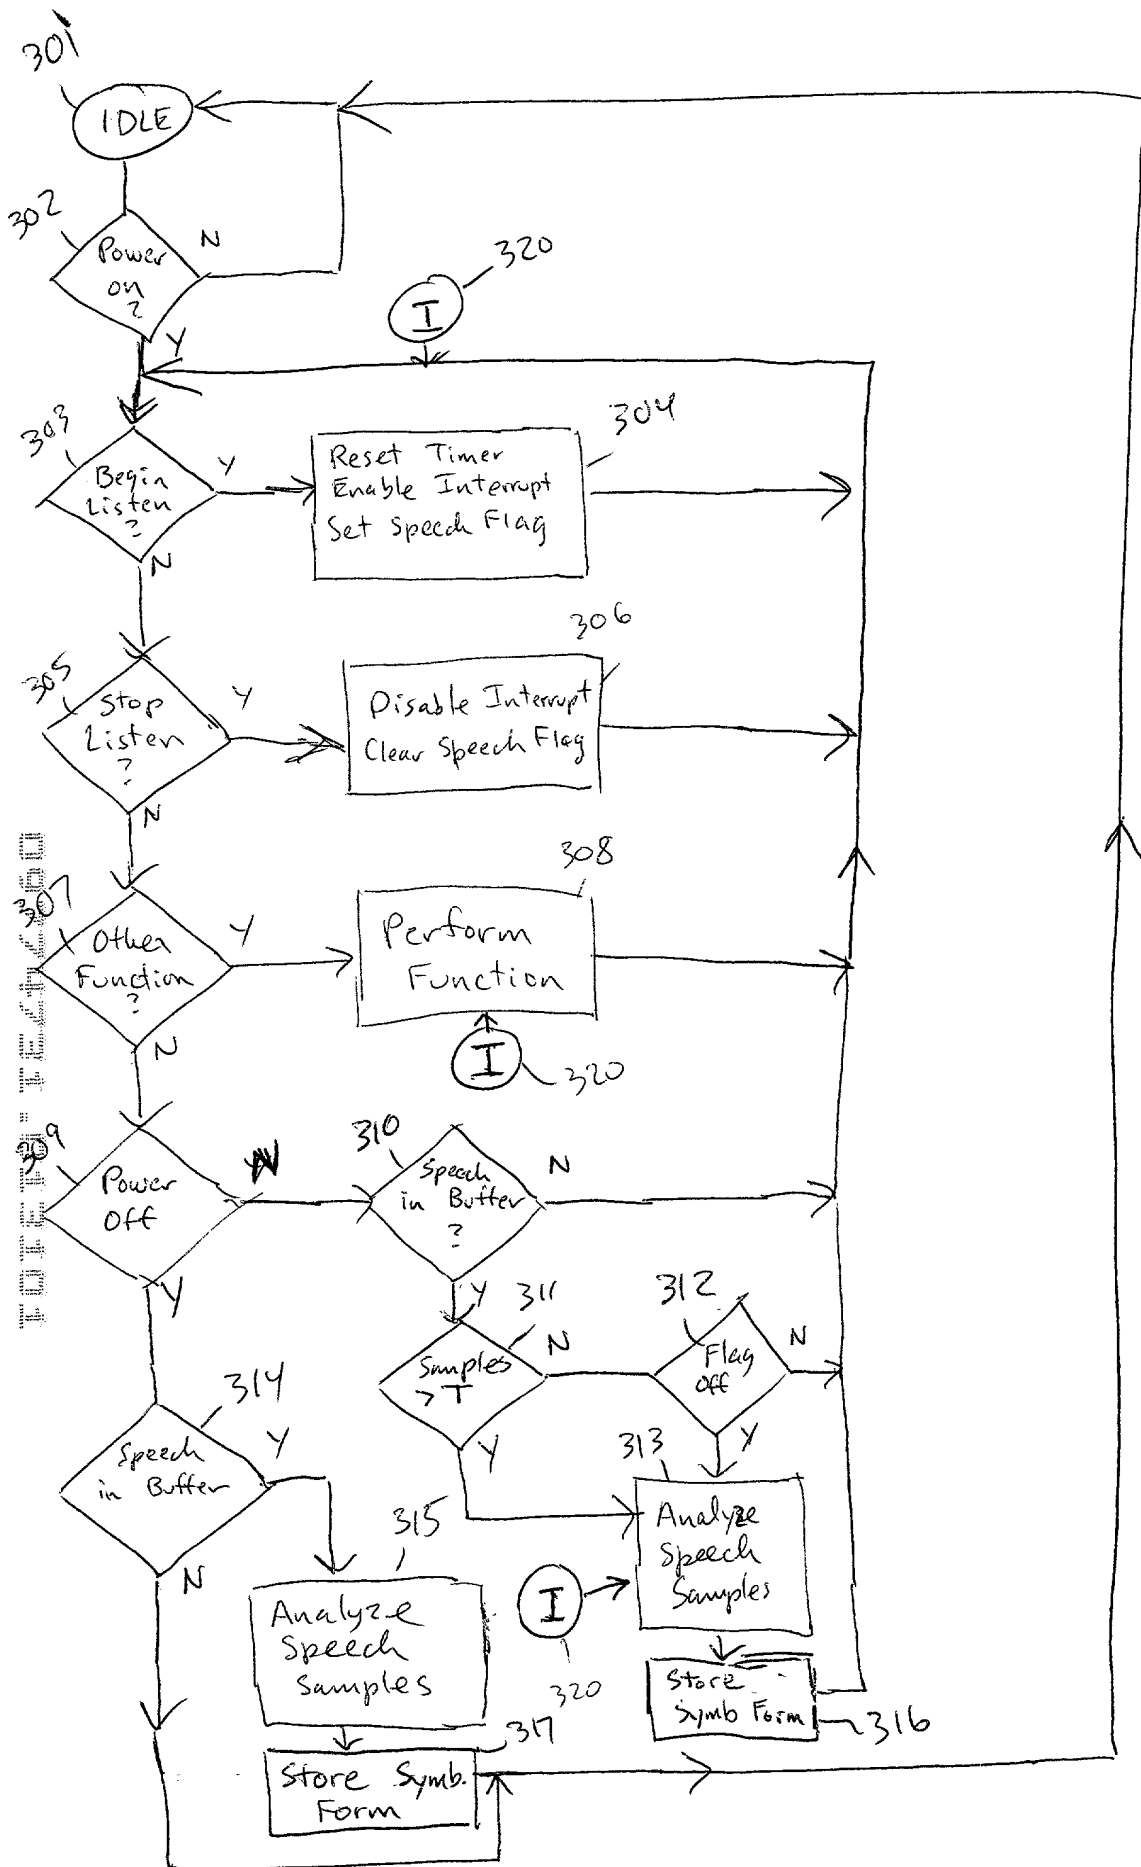 301
IDLE
302
N
Power
on
?
Y
320
I
303
Begin
Listen
?
Y
N
304
Reset Timer
Enable Interrupt
Set Speech Flag
305
Stop
Listen
?
Y
N
306
Disable Interrupt
Clear Speech Flag
307
Other
Function
?
Y
N
308
Perform
Function
I
320
309
Power
Off
N
Y
310
Speech
in Buffer
?
N
Y
311
Samples
> T
N
Y
312
Flag
Off
N
Y
313
Analyze
Speech
Samples
I
320
Store
Symb Form
316
314
Speech
in Buffer
Y
N
315
Analyze
Speech
Samples
317
Store Symb.
Form